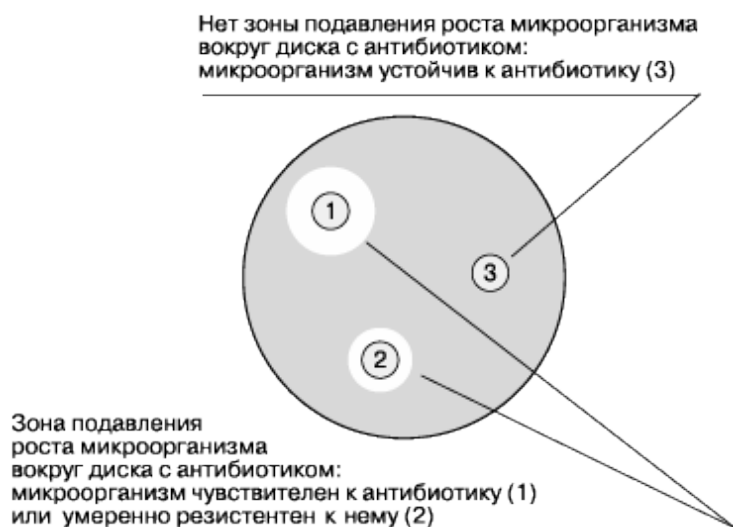 Нет зоны подавления роста микроорганизма
вокруг диска с антибиотиком:
микроорганизм устойчив к антибиотику (3)
1
3
2
Зона подавления
роста микроорганизма
вокруг диска с антибиотиком:
микроорганизм чувствителен к антибиотику (1)
или умеренно резистентен к нему (2)